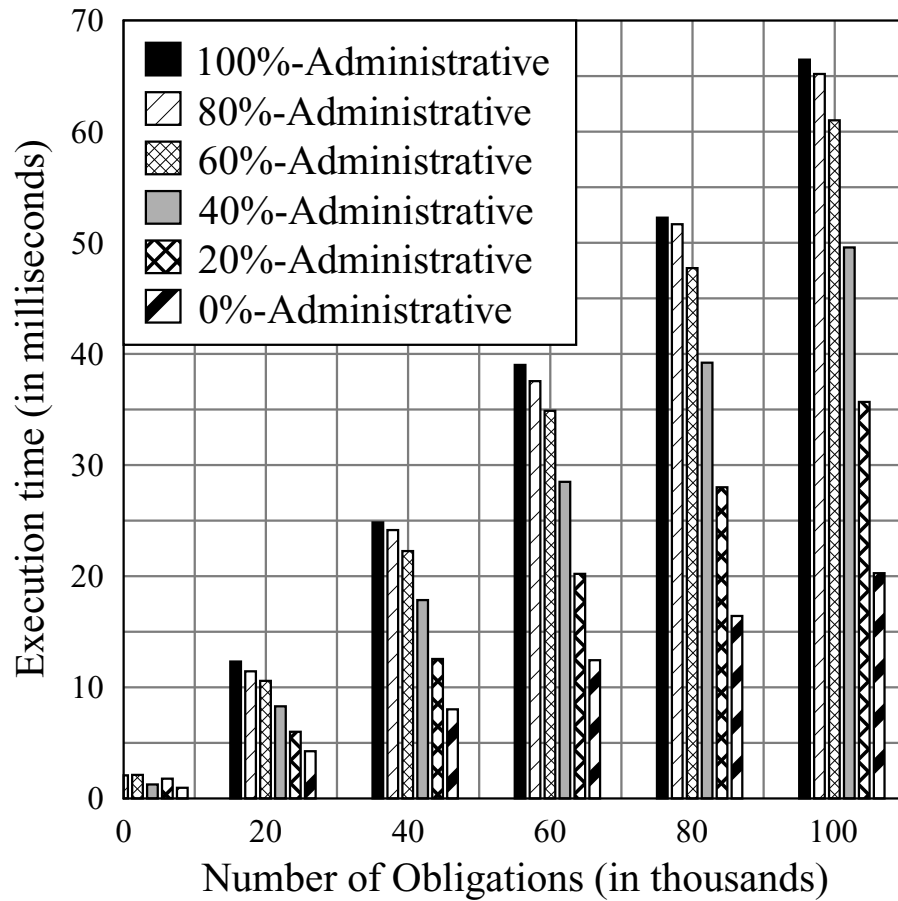 70
60
50
40
30
20
10
0
Execution time (in milliseconds)
100%-Administrative
80%-Administrative
60%-Administrative
40%-Administrative
20%-Administrative
0%-Administrative
0 20 40 60 80 100
Number of Obligations (in thousands)